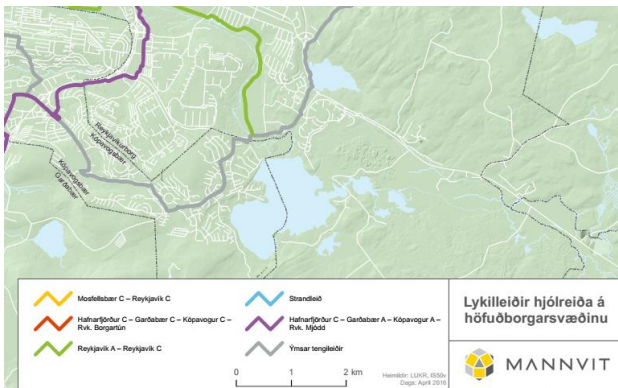 Reykjavíkurborg
Kópavogsbær
Kópavogsbær
Garðabær
Mosfellsbær C – Reykjavík C
Hafnarfjörður C – Garðabær C – Kópavogur C –
Rvk. Borgartún
Reykjavík A – Reykjavík C
Strandleið
Hafnarfjörður C – Garðabær A – Kópavogur A –
Rvk. Mjódd
Ýmsar tengileiðir
0 1 2 km
Heimildir: LUKR, IS50v
Dags: Apríl 2016
Lykilleiðir hjólreiða á
höfuðborgarsvæðinu
MANNVIT